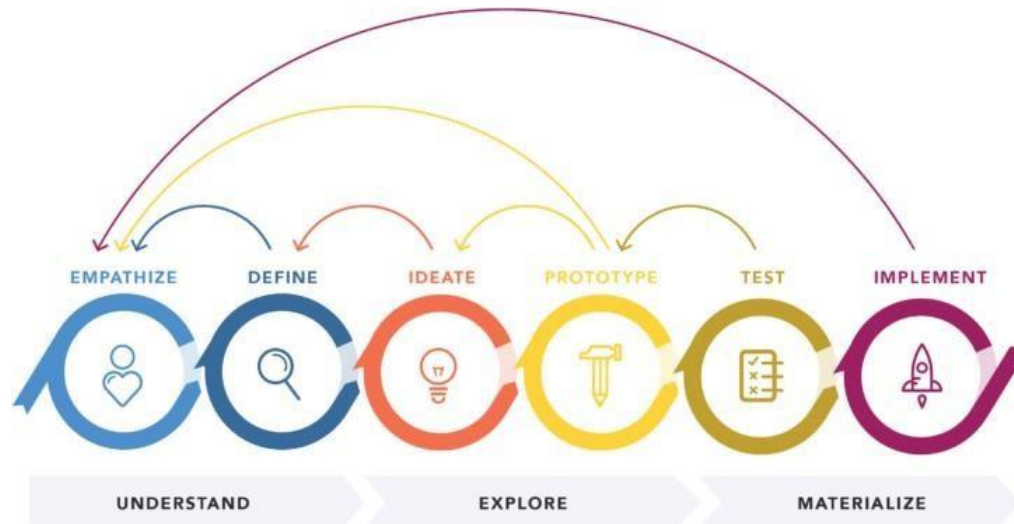 EMPATHIZE DEFINE IDEATE PROTOTYPE TEST IMPLEMENT
UNDERSTAND EXPLORE MATERIALIZE